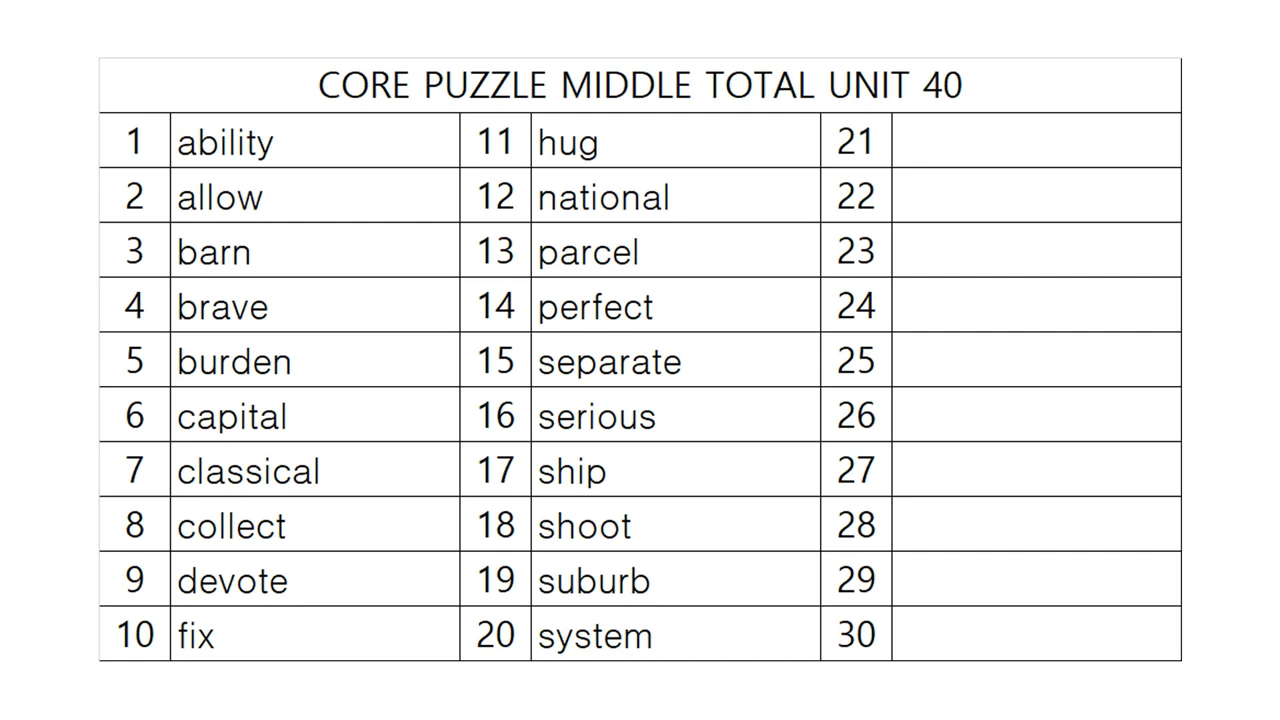 CORE PUZZLE MIDDLE TOTAL UNIT 40
1 ability 11 hug 21
2 allow 12 national 22
3 barn 13 parcel 23
4 brave 14 perfect 24
5 burden 15 separate 25
6 capital 16 serious 26
7 classical 17 ship 27
8 collect 18 shoot 28
9 devote 19 suburb 29
10 fix 20 system 30